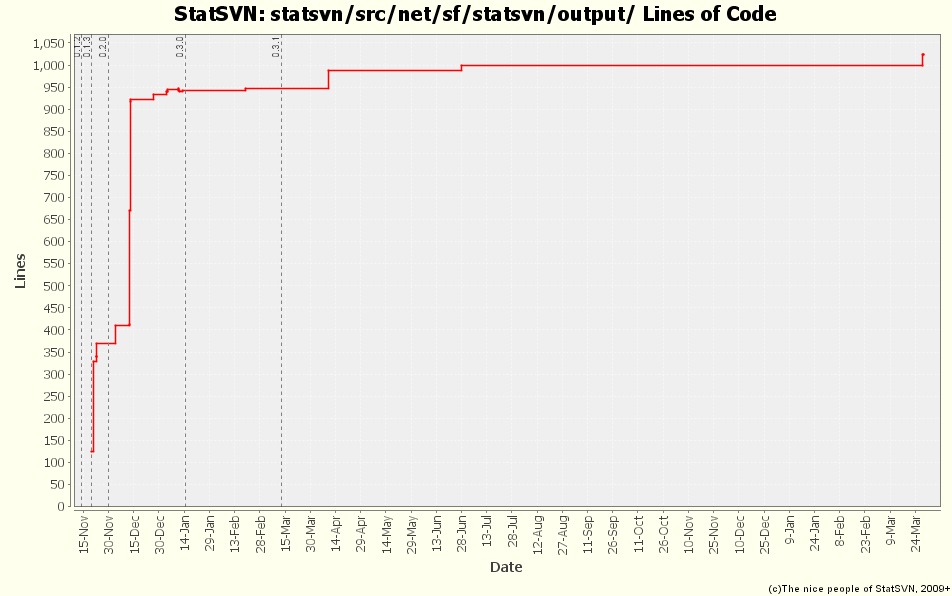 StatSVN: statsvn/src/net/sf/statsvn/output/ Lines of Code
0.1.3
0.2.0
0.3.0
0.3.1
1,050
1,000
950
900
850
800
750
700
650
600
550
500
450
400
350
300
250
200
150
100
50
0
Lines
15-Nov
30-Nov
15-Dec
30-Dec
14-Jan
29-Jan
13-Feb
28-Feb
15-Mar
30-Mar
14-Apr
29-Apr
14-May
29-May
13-Jun
28-Jun
13-Jul
28-Jul
12-Aug
27-Aug
11-Sep
26-Sep
11-Oct
26-Oct
10-Nov
25-Nov
10-Dec
25-Dec
9-Jan
24-Jan
8-Feb
23-Feb
9-Mar
24-Mar
Date
(c)The nice people of StatSVN, 2009+